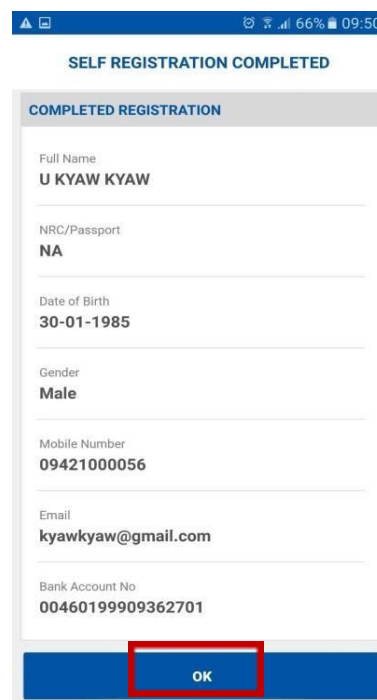 66% 09:50
SELF REGISTRATION COMPLETED
COMPLETED REGISTRATION
Full Name
U KYAW KYAW
NRC/Passport
NA
Date of Birth
30-01-1985
Gender
Male
Mobile Number
09421000056
Email
kyawkyaw@gmail.com
Bank Account No
00460199909362701
OK